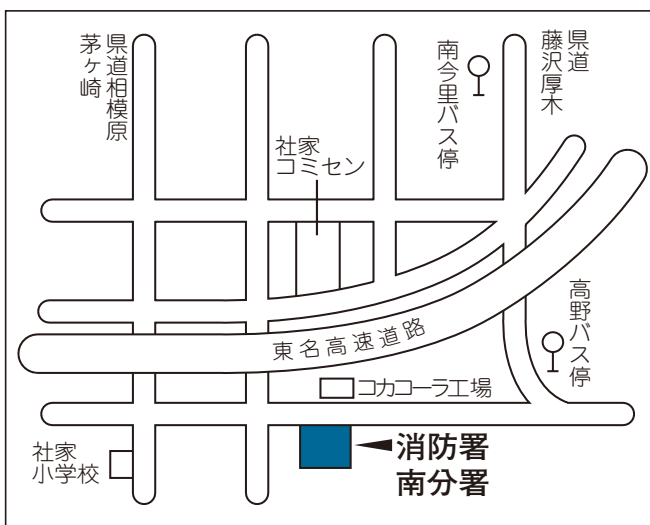 県道相模原
茅ヶ崎
社家
コミセン
南今里バス停
県道
藤沢厚木
東名高速道路
高野バス停
コカコーラ工場
社家
小学校
消防署
南分署